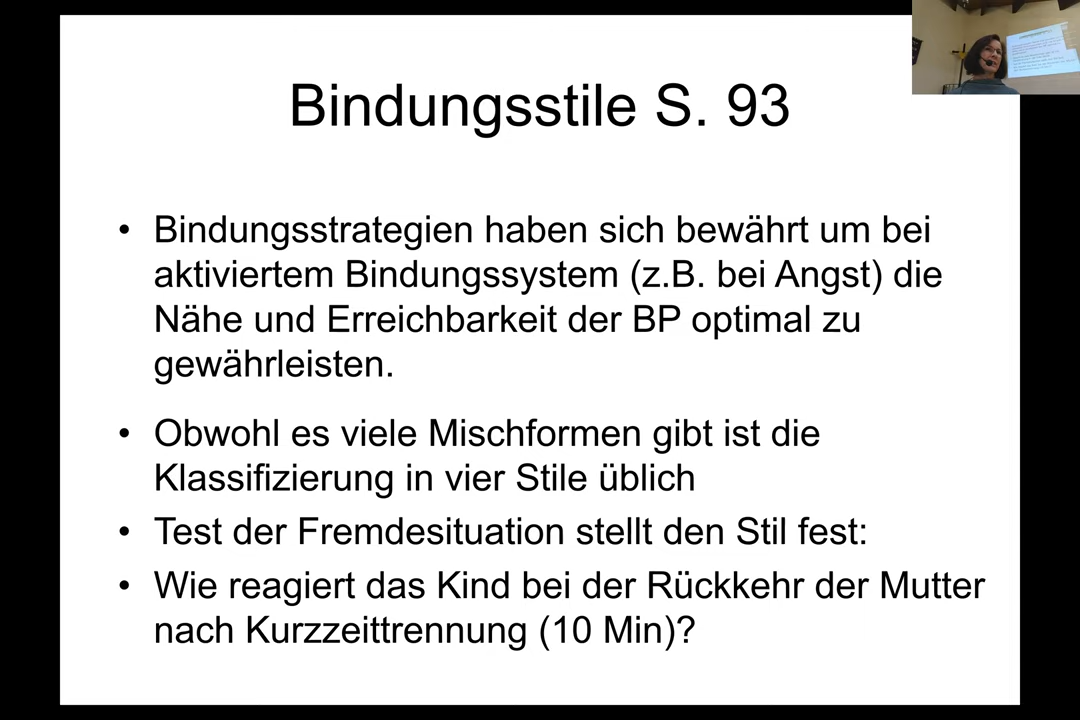 Bindungsstile S. 93
• Bindungsstrategien haben sich bewährt um bei
aktiviertem Bindungssystem (z.B. bei Angst) die
Nähe und Erreichbarkeit der BP optimal zu
gewährleisten.
• Obwohl es viele Mischformen gibt ist die
Klassifizierung in vier Stile üblich
• Test der Fremdesituation stellt den Stil fest:
• Wie reagiert das Kind bei der Rückkehr der Mutter
nach Kurzzeittrennung (10 Min)?